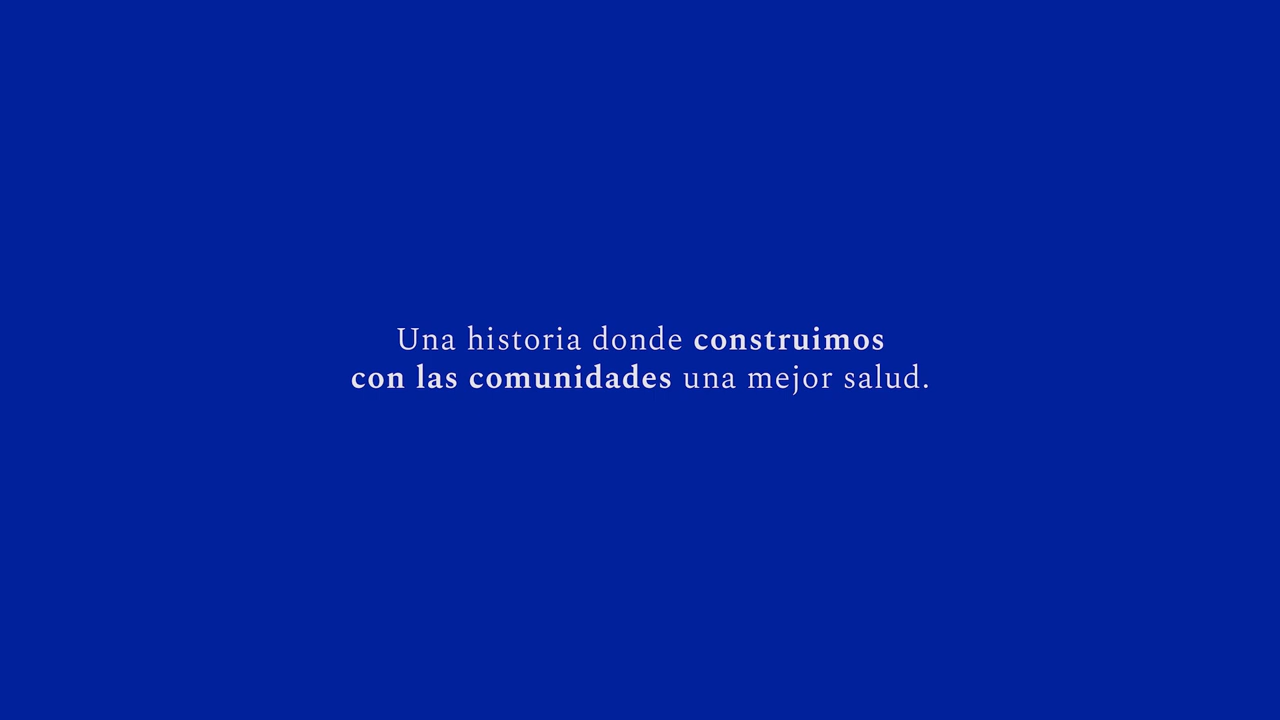 Una historia donde construimos
con las comunidades una mejor salud.